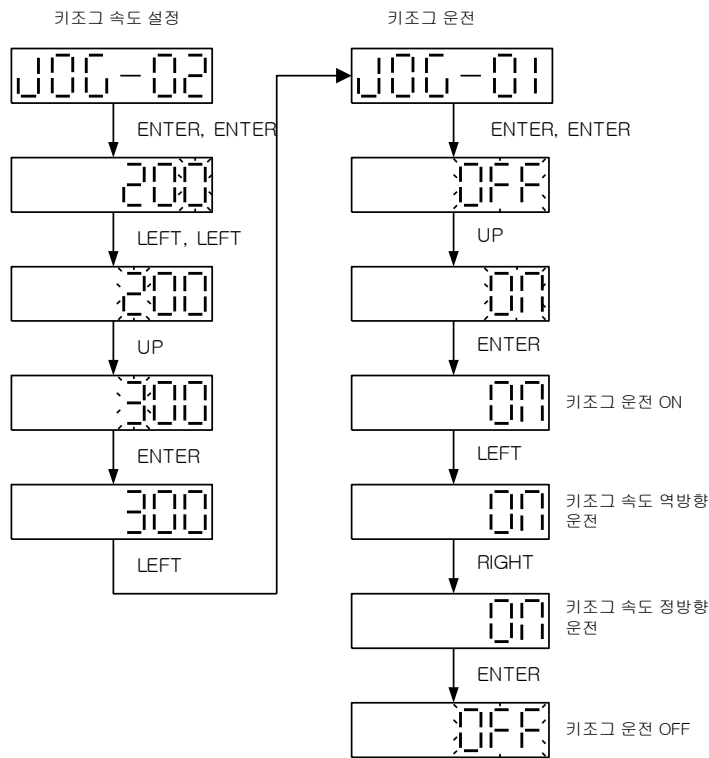 키조그 속도 설정
JOG-02
ENTER, ENTER
200
LEFT, LEFT
200
UP
300
ENTER
300
LEFT
키조그 운전
JOG-01
ENTER, ENTER
OFF
UP
ON
ENTER
ON
키조그 운전 ON
LEFT
ON
키조그 속도 역방향
운전
RIGHT
ON
키조그 속도 정방향
운전
ENTER
OFF
키조그 운전 OFF